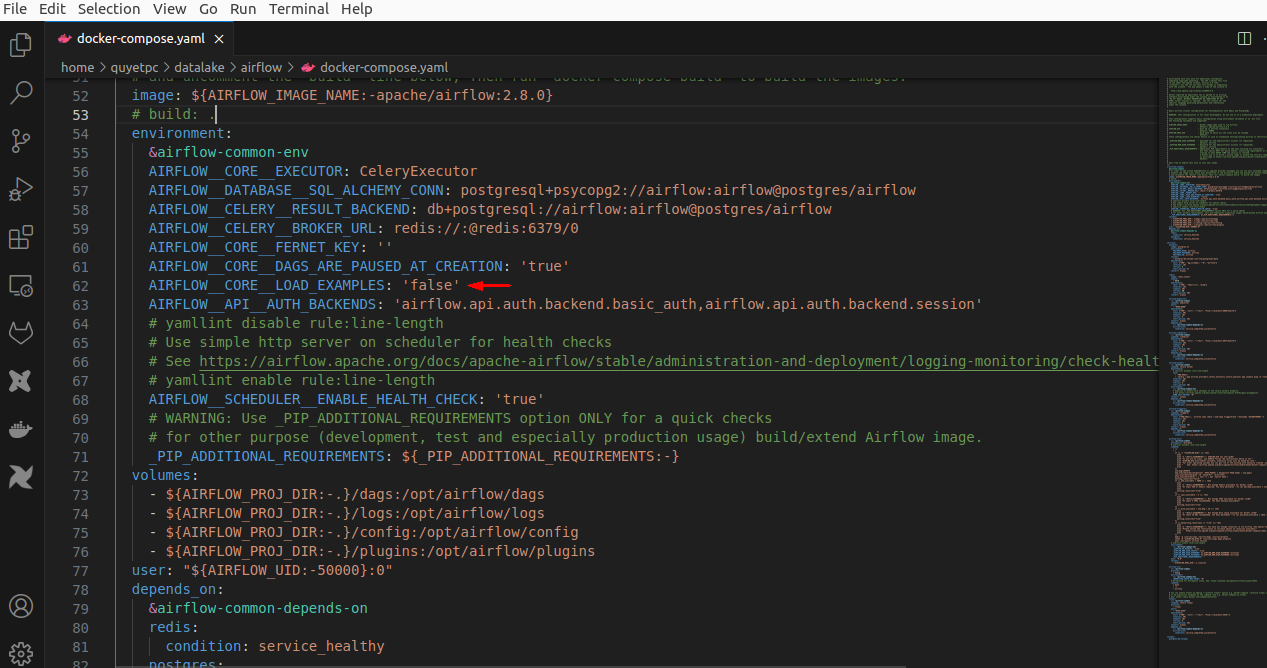 File Edit Selection View Go Run Terminal Help
docker-compose.yaml
home > quyetpc > datalake > airflow > docker-compose.yaml
51 # and uncomment the "build" line below, Then run `docker-compose build` to build the images.
52 image: ${AIRFLOW_IMAGE_NAME:-apache/airflow:2.8.0}
53 # build: .
54 environment:
55 &airflow-common-env
56 AIRFLOW__CORE__EXECUTOR: CeleryExecutor
57 AIRFLOW__DATABASE__SQL_ALCHEMY_CONN: postgresql+psycopg2://airflow:airflow@postgres/airflow
58 AIRFLOW__CELERY__RESULT_BACKEND: db+postgresql://airflow:airflow@postgres/airflow
59 AIRFLOW__CELERY__BROKER_URL: redis://:@redis:6379/0
60 AIRFLOW__CORE__FERNET_KEY: ''
61 AIRFLOW__CORE__DAGS_ARE_PAUSED_AT_CREATION: 'true'
62 AIRFLOW__CORE__LOAD_EXAMPLES: 'false'
63 AIRFLOW__API__AUTH_BACKENDS: 'airflow.api.auth.backend.basic_auth,airflow.api.auth.backend.session'
64 # yamllint disable rule:line-length
65 # Use simple http server on scheduler for health checks
66 # See https://airflow.apache.org/docs/apache-airflow/stable/administration-and-deployment/logging-monitoring/check-healt
67 # yamllint enable rule:line-length
68 AIRFLOW__SCHEDULER__ENABLE_HEALTH_CHECK: 'true'
69 # WARNING: Use _PIP_ADDITIONAL_REQUIREMENTS option ONLY for a quick checks
70 # for other purpose (development, test and especially production usage) build/extend Airflow image.
71 _PIP_ADDITIONAL_REQUIREMENTS: ${_PIP_ADDITIONAL_REQUIREMENTS:-}
72 volumes:
73 - ${AIRFLOW_PROJ_DIR:-.}/dags:/opt/airflow/dags
74 - ${AIRFLOW_PROJ_DIR:-.}/logs:/opt/airflow/logs
75 - ${AIRFLOW_PROJ_DIR:-.}/config:/opt/airflow/config
76 - ${AIRFLOW_PROJ_DIR:-.}/plugins:/opt/airflow/plugins
77 user: "${AIRFLOW_UID:-50000}:0"
78 depends_on:
79 &airflow-common-depends-on
80 redis:
81 condition: service_healthy
82 postgres: